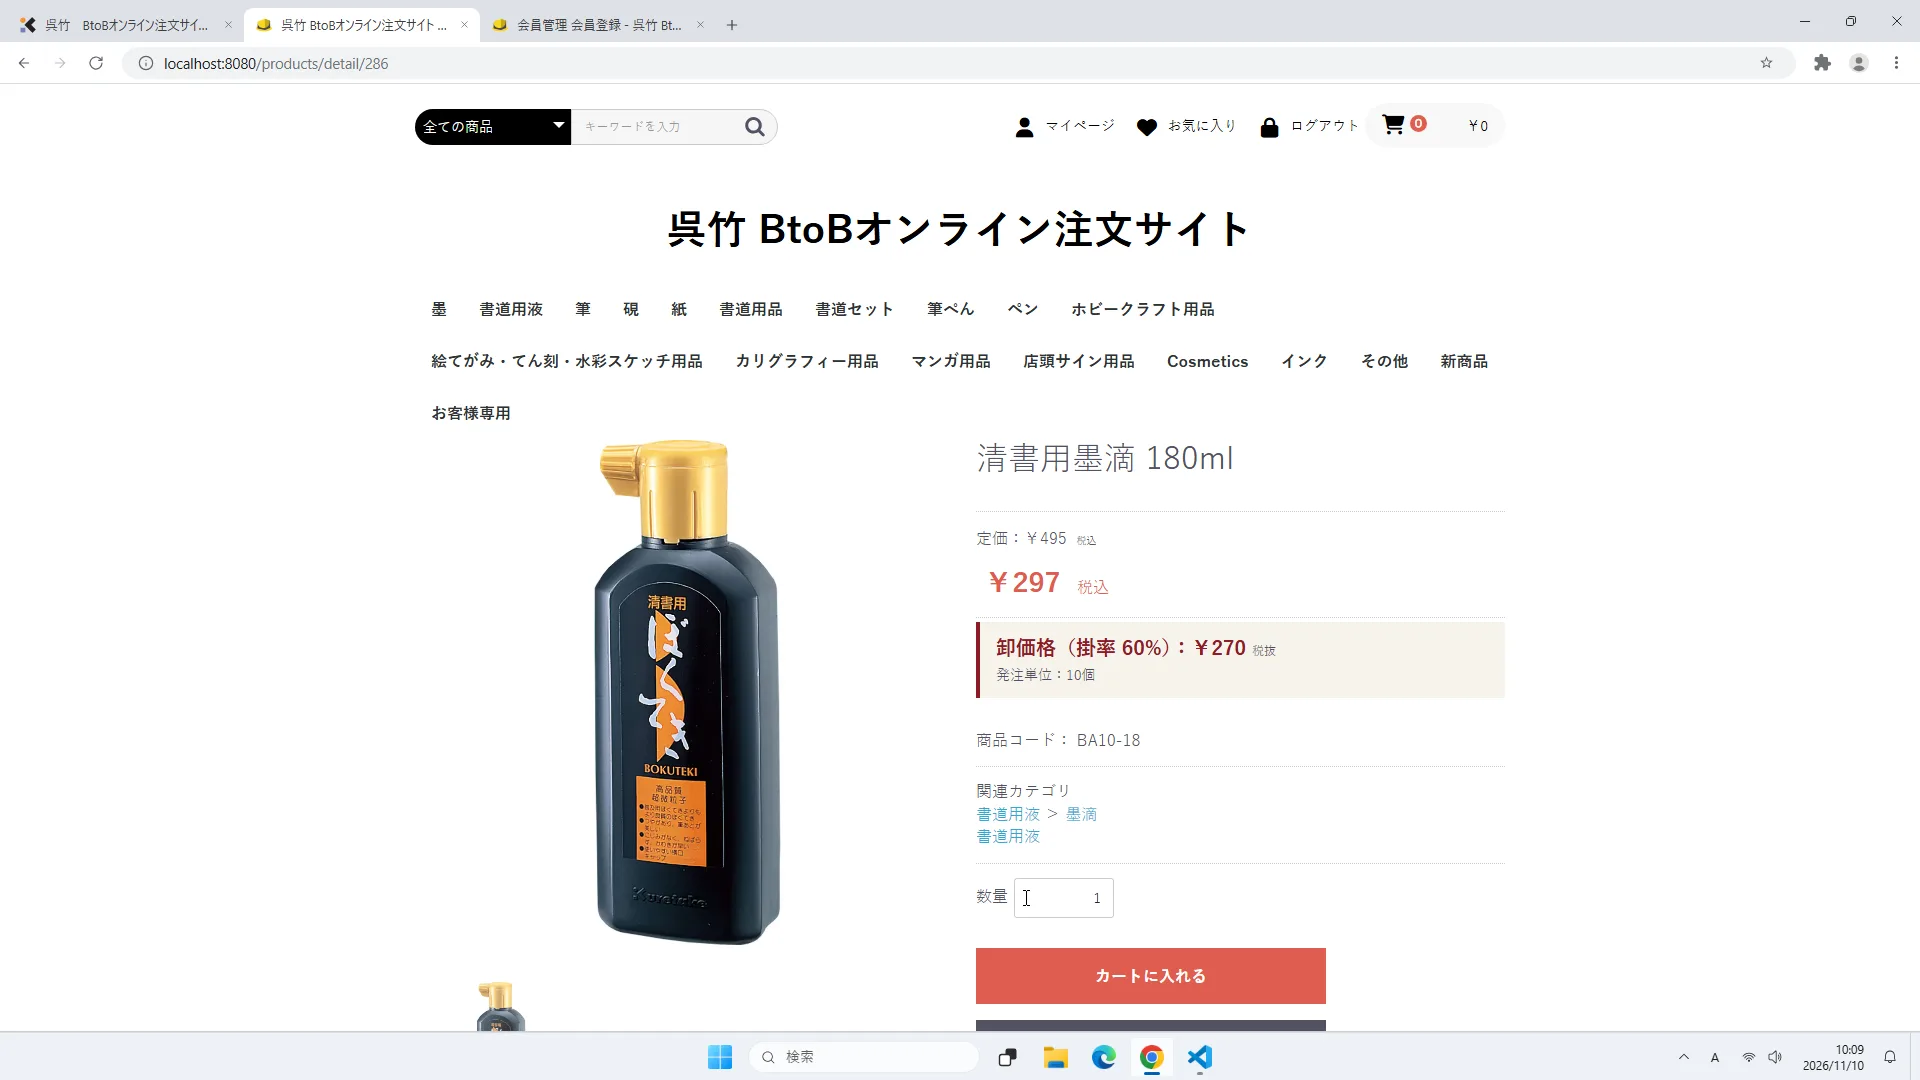 呉竹　BtoBオンライン注文サイ...
呉竹 BtoBオンライン注文サイト ...
会員管理 会員登録 - 呉竹 Bt...
localhost:8080/products/detail/286
全ての商品
キーワードを入力
マイページ
お気に入り
ログアウト
0
￥0
呉竹 BtoBオンライン注文サイト
墨 書道用液 筆 硯 紙 書道用品 書道セット 筆ぺん ペン ホビークラフト用品
絵てがみ・てん刻・水彩スケッチ用品 カリグラフィー用品 マンガ用品 店頭サイン用品 Cosmetics インク その他 新商品
お客様専用
清書用墨滴 180ml
定価：￥495 税込
￥297 税込
卸価格（掛率 60%）：￥270 税抜
発注単位：10個
商品コード： BA10-18
関連カテゴリ
書道用液 ＞ 墨滴
書道用液
数量 1
カートに入れる
清書用
ぼくてき
BOKUTEKI
高品質
超微粒子
Kuretake
検索
A
10:09
2026/11/10